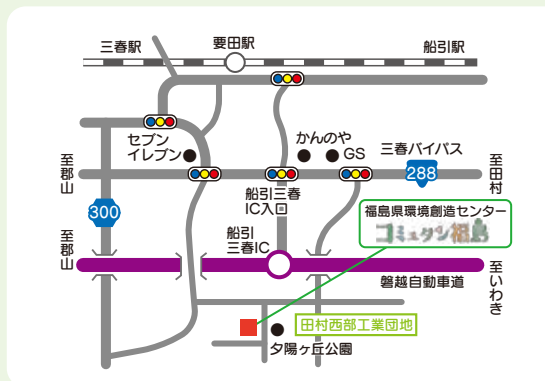 三春駅
要田駅
船引駅
セブン
イレブン
かんのや
GS
三春バイパス
288
至郡山
至田村
船引三春
IC入口
300
福島県環境創造センター
コミュタン福島
船引
三春IC
至郡山
磐越自動車道
至いわき
田村西部工業団地
夕陽ヶ丘公園